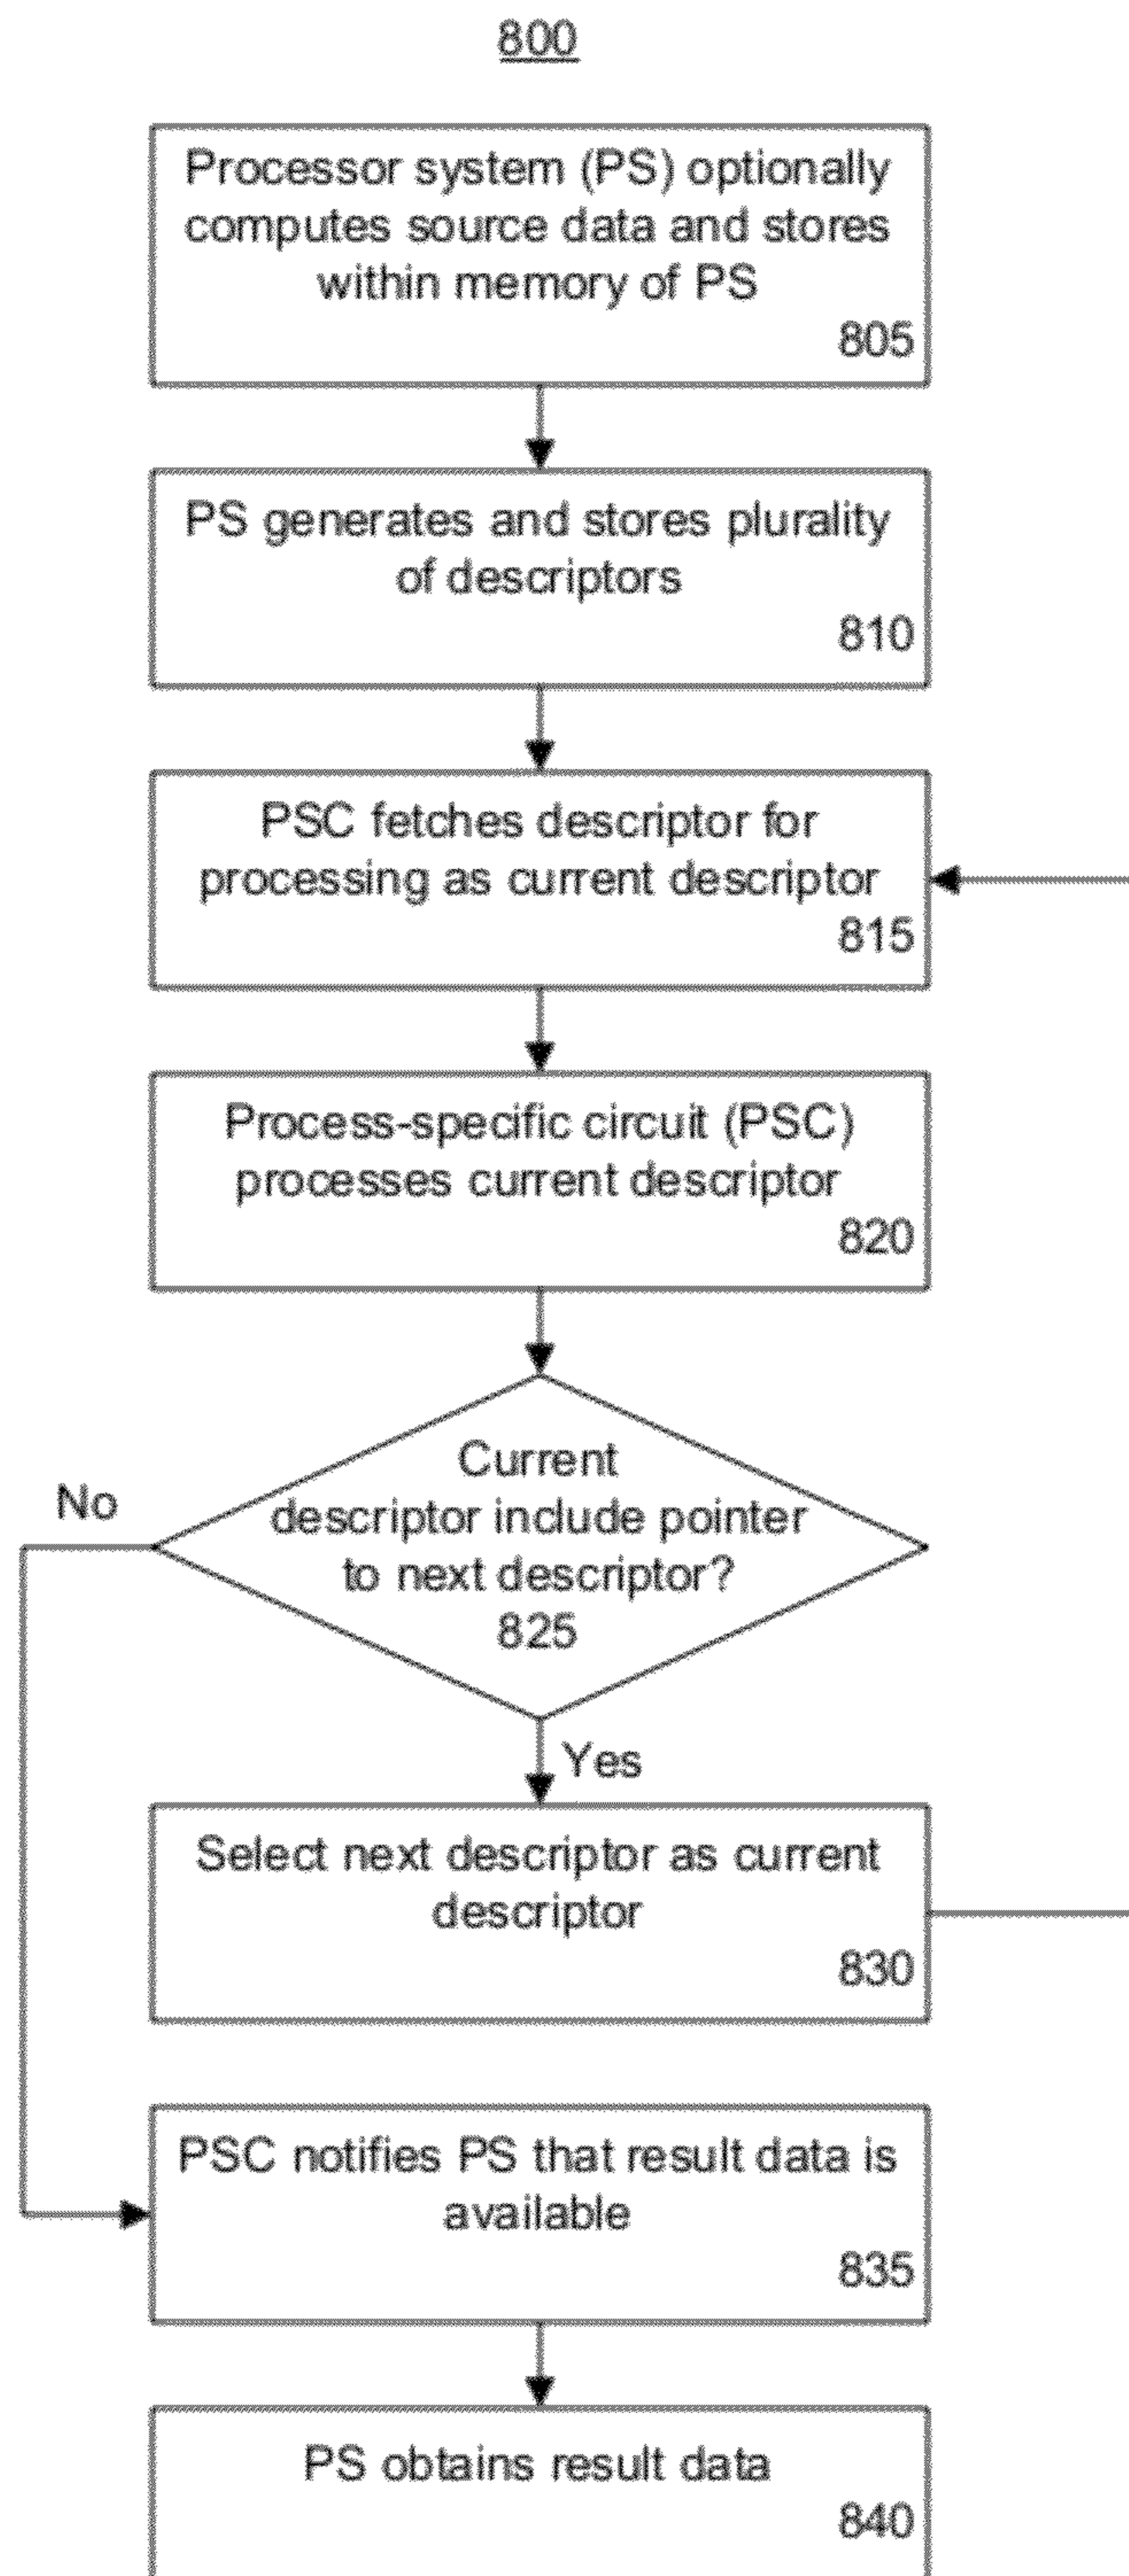 800
Processor system (PS) optionally
computes source data and stores
within memory of PS
805
PS generates and stores plurality
of descriptors
810
PSC fetches descriptor for
processing as current descriptor
815
Process-specific circuit (PSC)
processes current descriptor
820
Current
descriptor include pointer
to next descriptor?
825
No
Yes
Select next descriptor as current
descriptor
830
PSC notifies PS that result data is
available
835
PS obtains result data
840